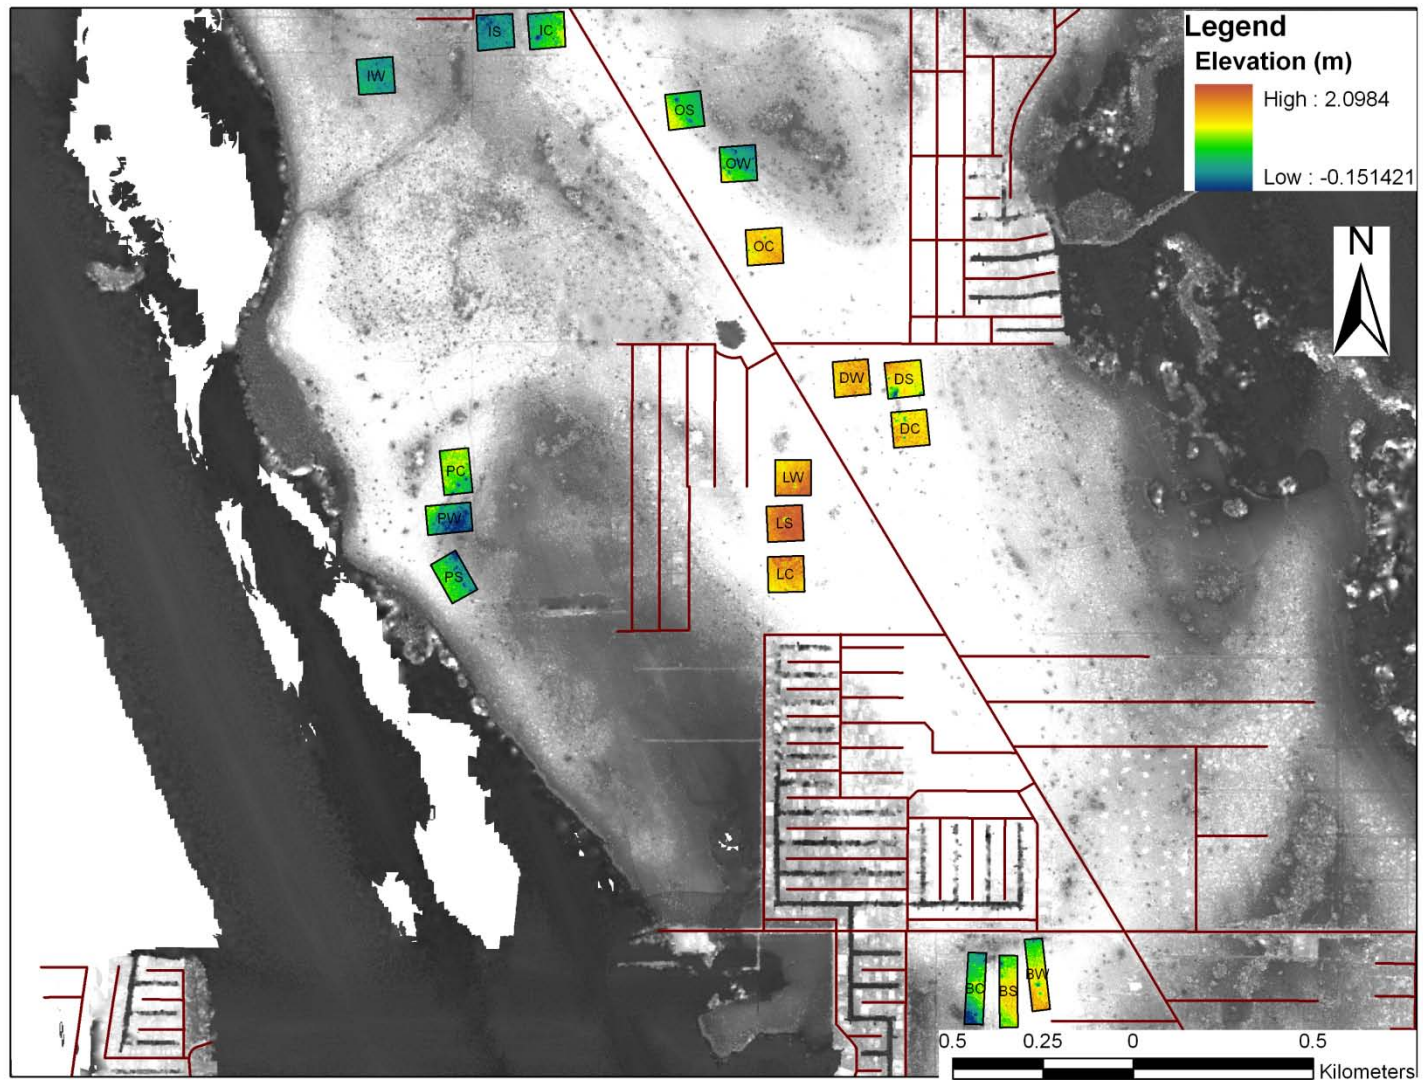 Legend
Elevation (m)
High : 2.0984
Low : -0.151421
N
IS
IC
IW
OS
OW
OC
DW
DS
DC
PC
PW
PS
LW
LS
LC
BC
BS
BW
0.5
0.25
0
0.5
Kilometers